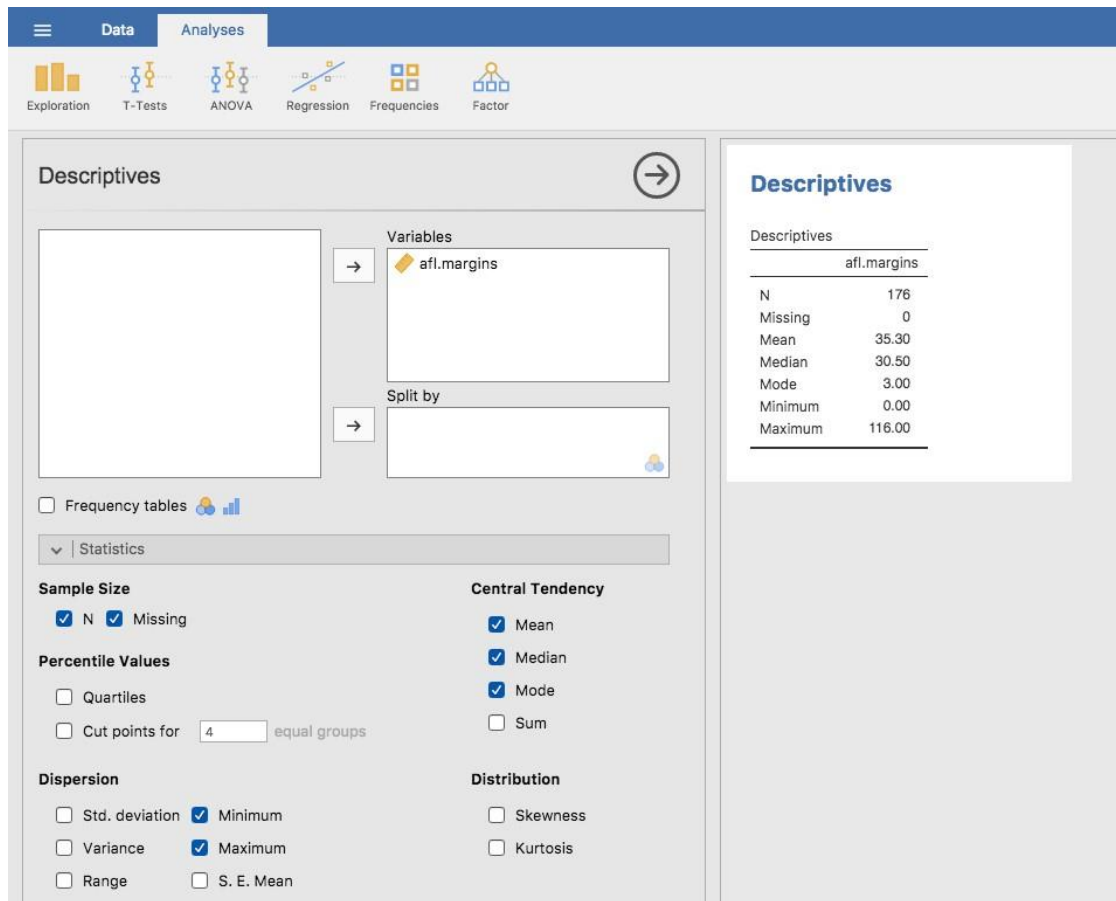 Data Analyses
Exploration T-Tests ANOVA Regression Frequencies Factor
Descriptives
Variables
afl.margins
Split by
Frequency tables
Statistics
Sample Size
N Missing
Percentile Values
Quartiles
Cut points for 4 equal groups
Dispersion
Std. deviation Minimum
Variance Maximum
Range S. E. Mean
Central Tendency
Mean
Median
Mode
Sum
Distribution
Skewness
Kurtosis
Descriptives
Descriptives
afl.margins
N 176
Missing 0
Mean 35.30
Median 30.50
Mode 3.00
Minimum 0.00
Maximum 116.00